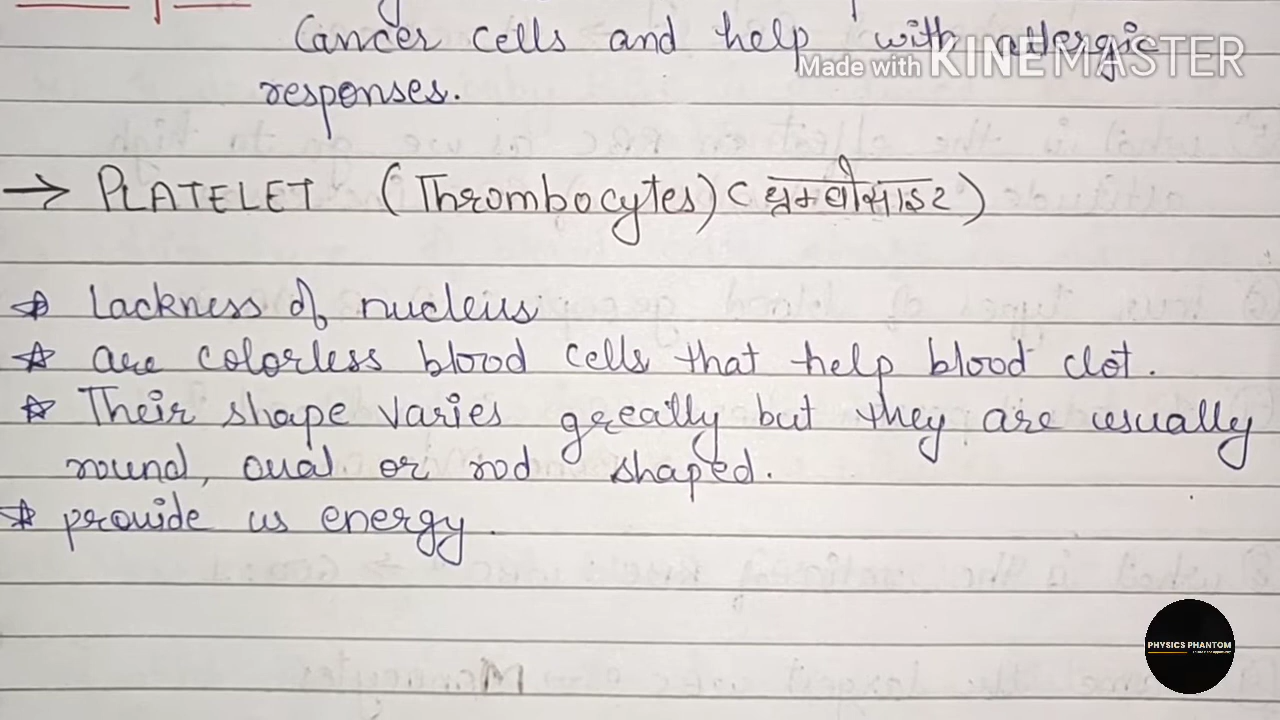 Cancer cells and help with allergic
Made with KINEMASTER
responses.
→ PLATELET (Thrombocytes) (थ्रम्बोसाइट)
☆ Lackness of nucleius
☆ are colorless blood cells that help blood clot.
☆ Their shape varies greatly but they are usually
round, oval or rod shaped.
☆ provide us energy.
PHYSICS PHANTOM